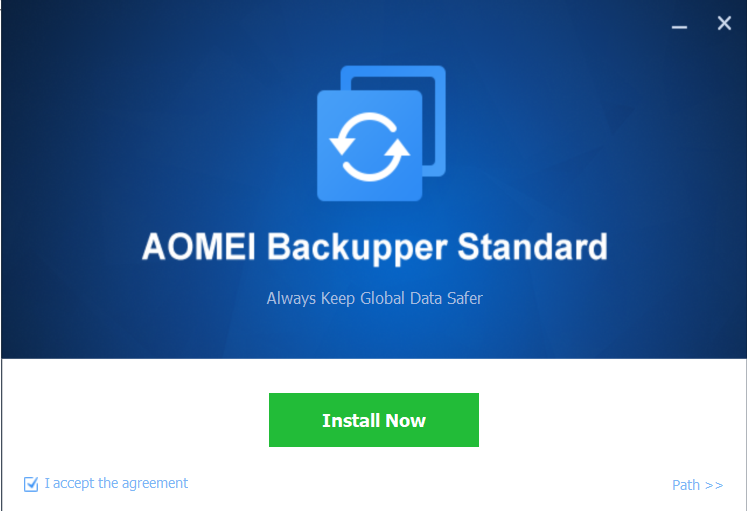 AOMEI Backupper Standard
Always Keep Global Data Safer
Install Now
I accept the agreement
Path >>